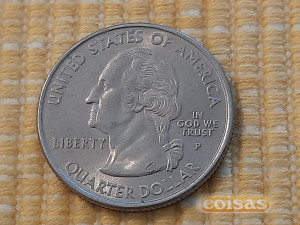 UNITED STATES OF AMERICA
LIBERTY
IN
GOD WE
TRUST
P
QUARTER DOLLAR
coisas